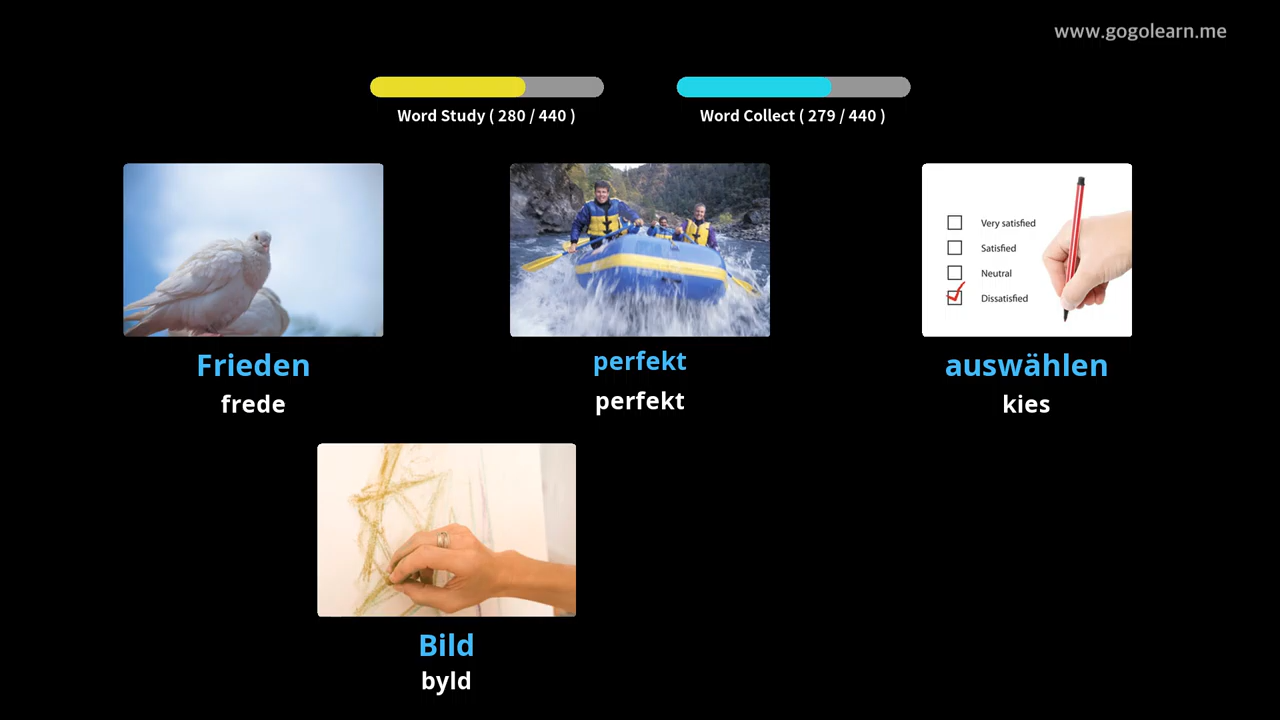 www.gogolearn.me
Word Study ( 280 / 440 )
Word Collect ( 279 / 440 )
Very satisfied
Satisfied
Neutral
Dissatisfied
Frieden
frede
perfekt
perfekt
auswählen
kies
Bild
byld